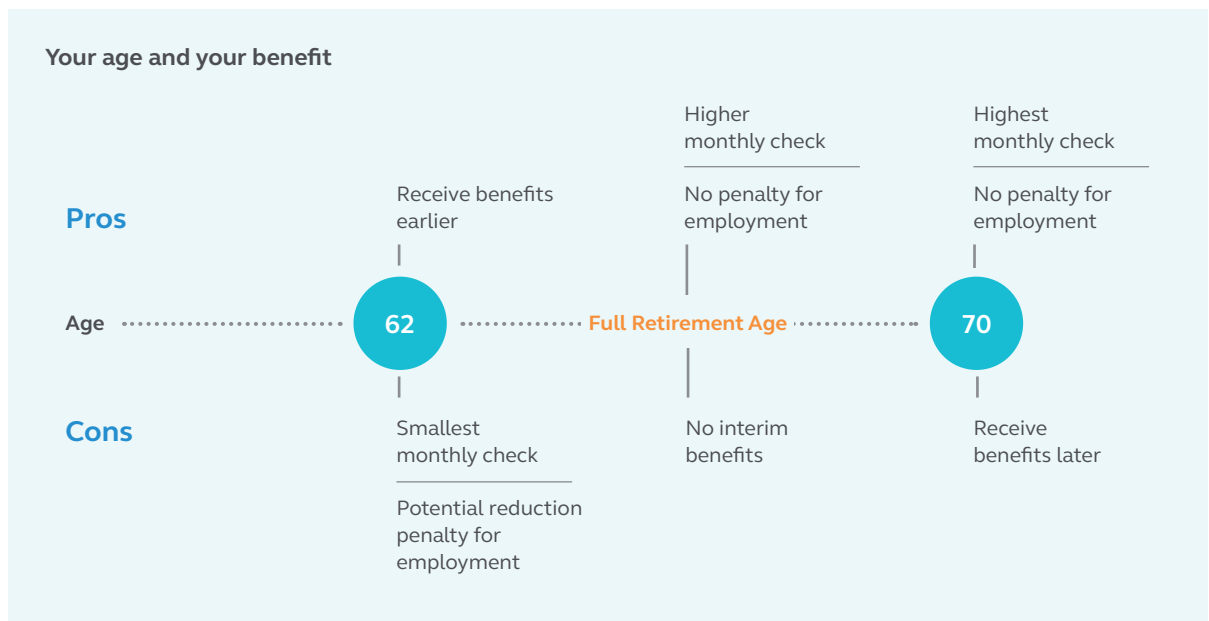 Your age and your benefit
Pros
Receive benefits
earlier
Higher
monthly check
No penalty for
employment
Highest
monthly check
No penalty for
employment
Age
62
Full Retirement Age
70
Cons
Smallest
monthly check
Potential reduction
penalty for
employment
No interim
benefits
Receive
benefits later